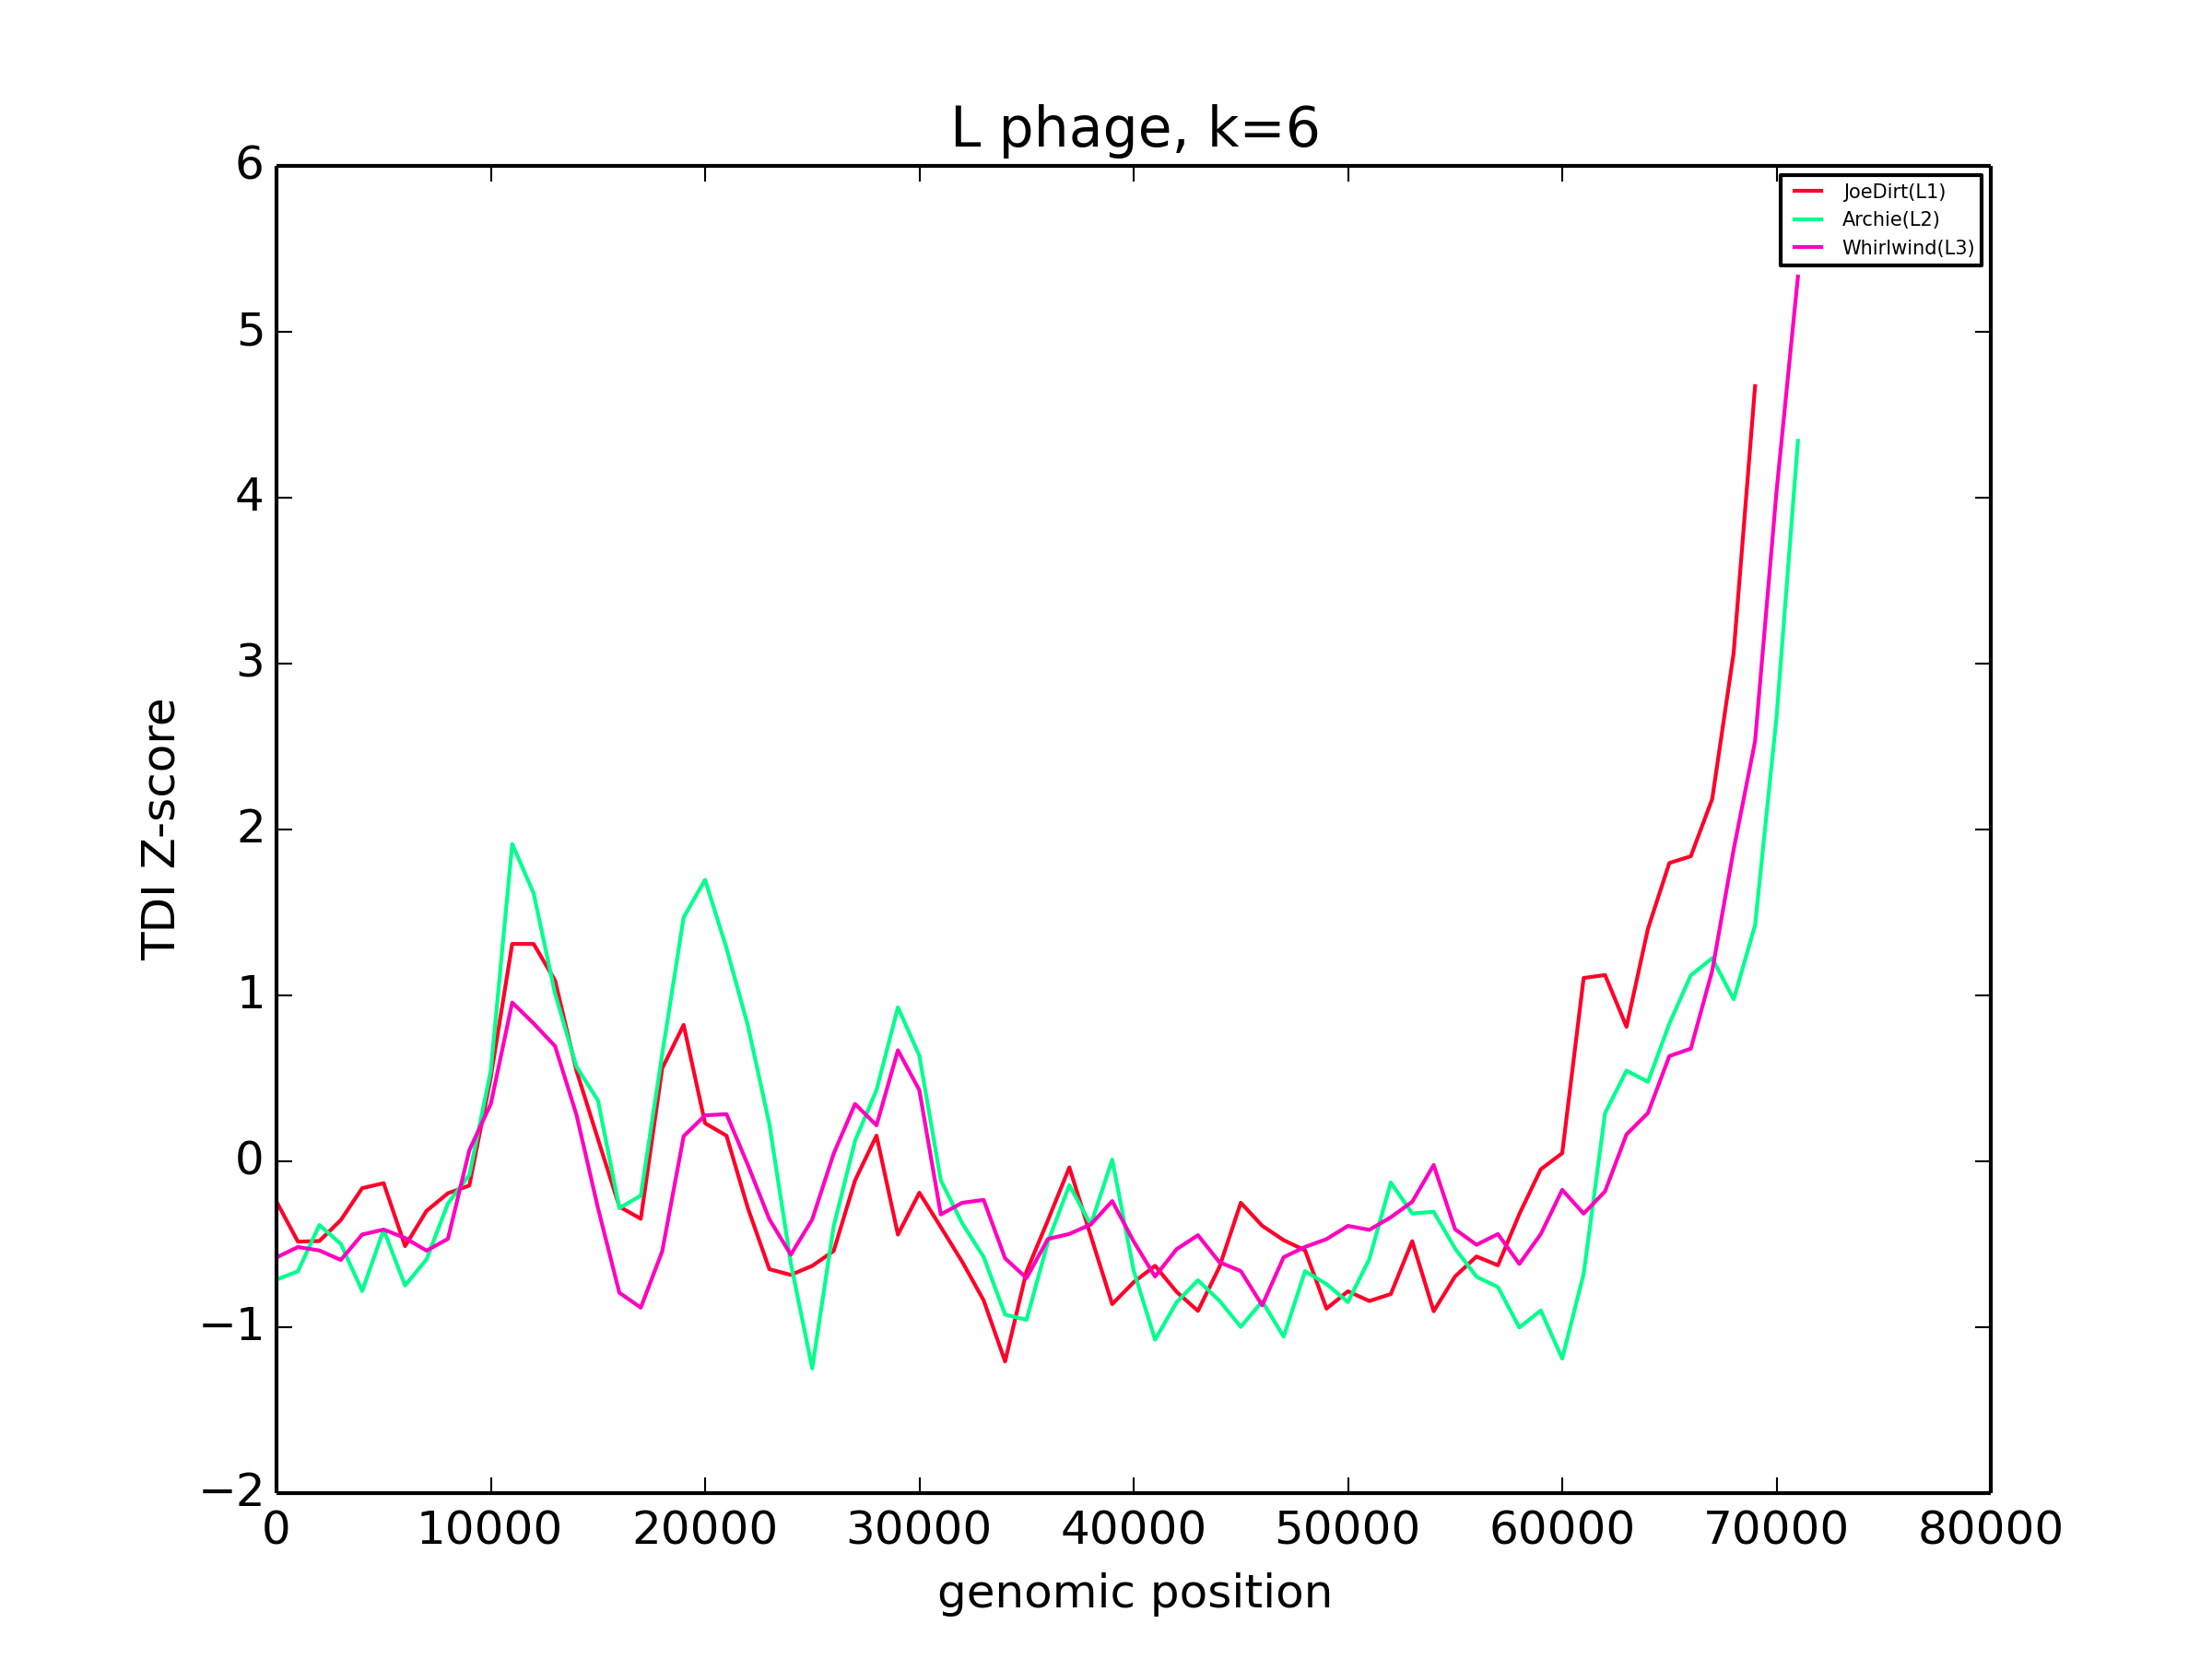 L phage, k=6
6
JoeDirt(L1)
Archie(L2)
Whirlwind(L3)
5
4
3
2
1
0
−1
−2
TDI Z-score
0 10000 20000 30000 40000 50000 60000 70000 80000
genomic position